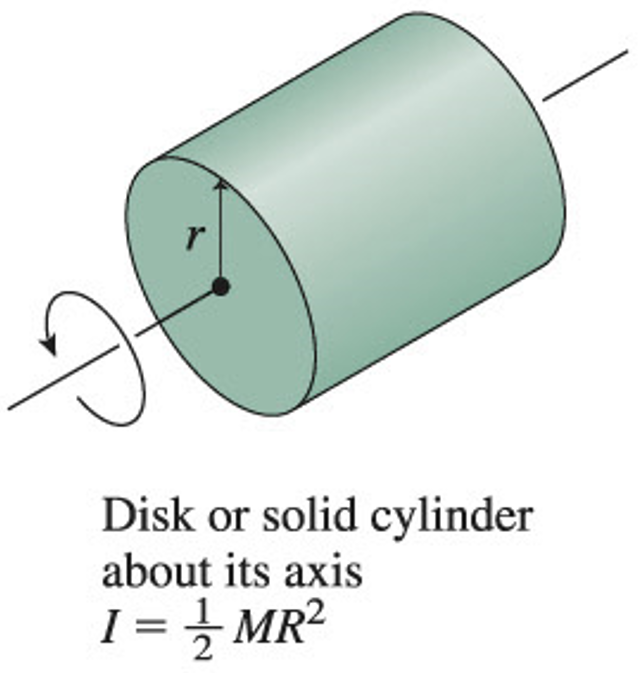 r
Disk or solid cylinder
about its axis
I = 1/2 MR²